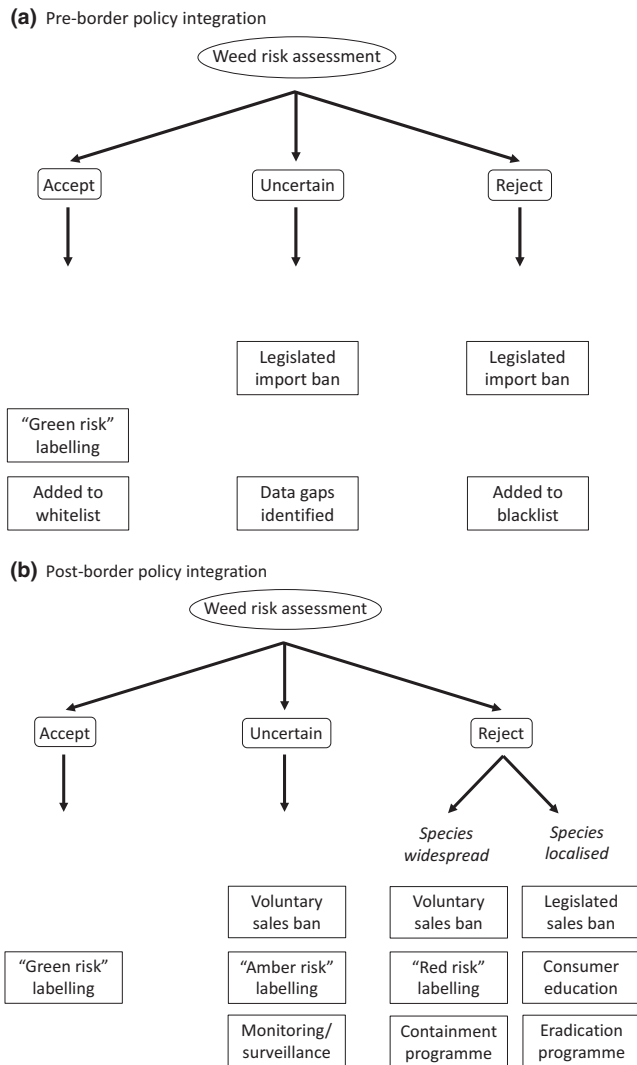 (a) Pre-border policy integration
Weed risk assessment
Accept
Uncertain
Reject
Legislated
import ban
Legislated
import ban
“Green risk”
labelling
Added to
whitelist
Data gaps
identified
Added to
blacklist
(b) Post-border policy integration
Weed risk assessment
Accept
Uncertain
Reject
Species
widespread
Species
localised
Voluntary
sales ban
Voluntary
sales ban
Legislated
sales ban
“Green risk”
labelling
“Amber risk”
labelling
“Red risk”
labelling
Consumer
education
Monitoring/
surveillance
Containment
programme
Eradication
programme